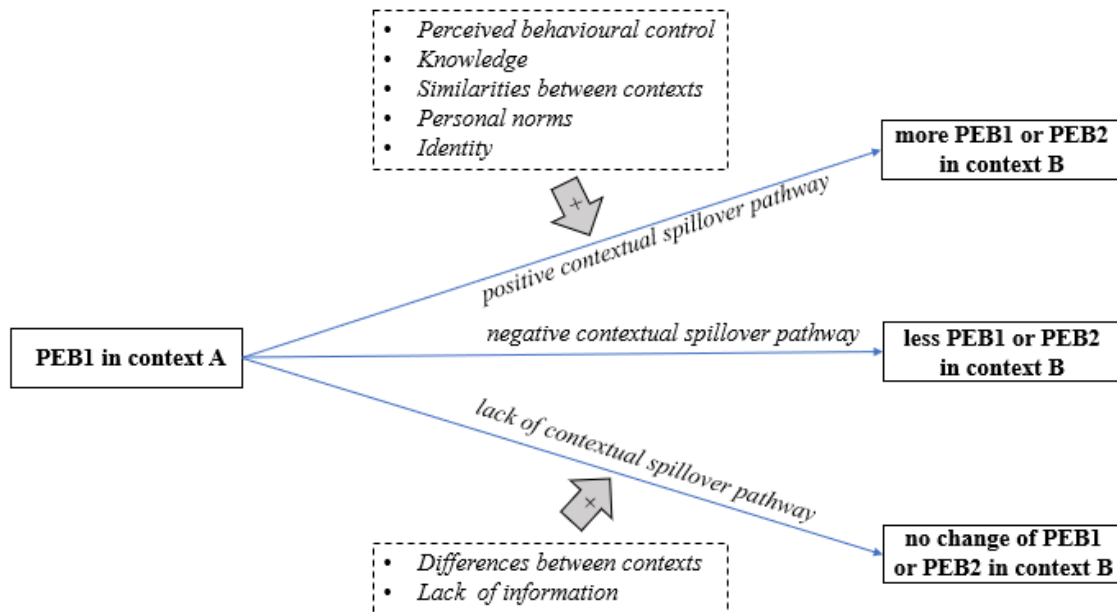 • Perceived behavioural control
• Knowledge
• Similarities between contexts
• Personal norms
• Identity
+
more PEB1 or PEB2
in context B
positive contextual spillover pathway
negative contextual spillover pathway
PEB1 in context A
less PEB1 or PEB2
in context B
lack of contextual spillover pathway
+
no change of PEB1
or PEB2 in context B
• Differences between contexts
• Lack of information